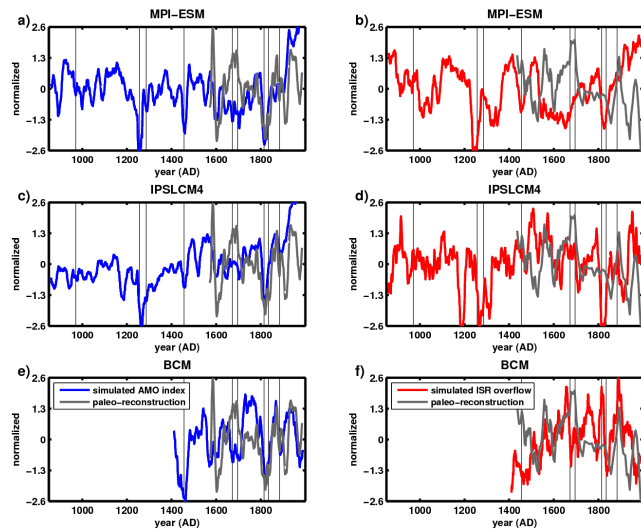 a) MPI−ESM
normalized
2.6
1.3
0
−1.3
−2.6
1000 1200 1400 1600 1800
year (AD)
b) MPI−ESM
normalized
2.6
1.3
0
−1.3
−2.6
1000 1200 1400 1600 1800
year (AD)
c) IPSLCM4
normalized
2.6
1.3
0
−1.3
−2.6
1000 1200 1400 1600 1800
year (AD)
d) IPSLCM4
normalized
2.6
1.3
0
−1.3
−2.6
1000 1200 1400 1600 1800
year (AD)
e) BCM
normalized
2.6
1.3
0
−1.3
−2.6
simulated AMO index
paleo−reconstruction
1000 1200 1400 1600 1800
year (AD)
f) BCM
normalized
2.6
1.3
0
−1.3
−2.6
simulated ISR overflow
paleo−reconstruction
1000 1200 1400 1600 1800
year (AD)